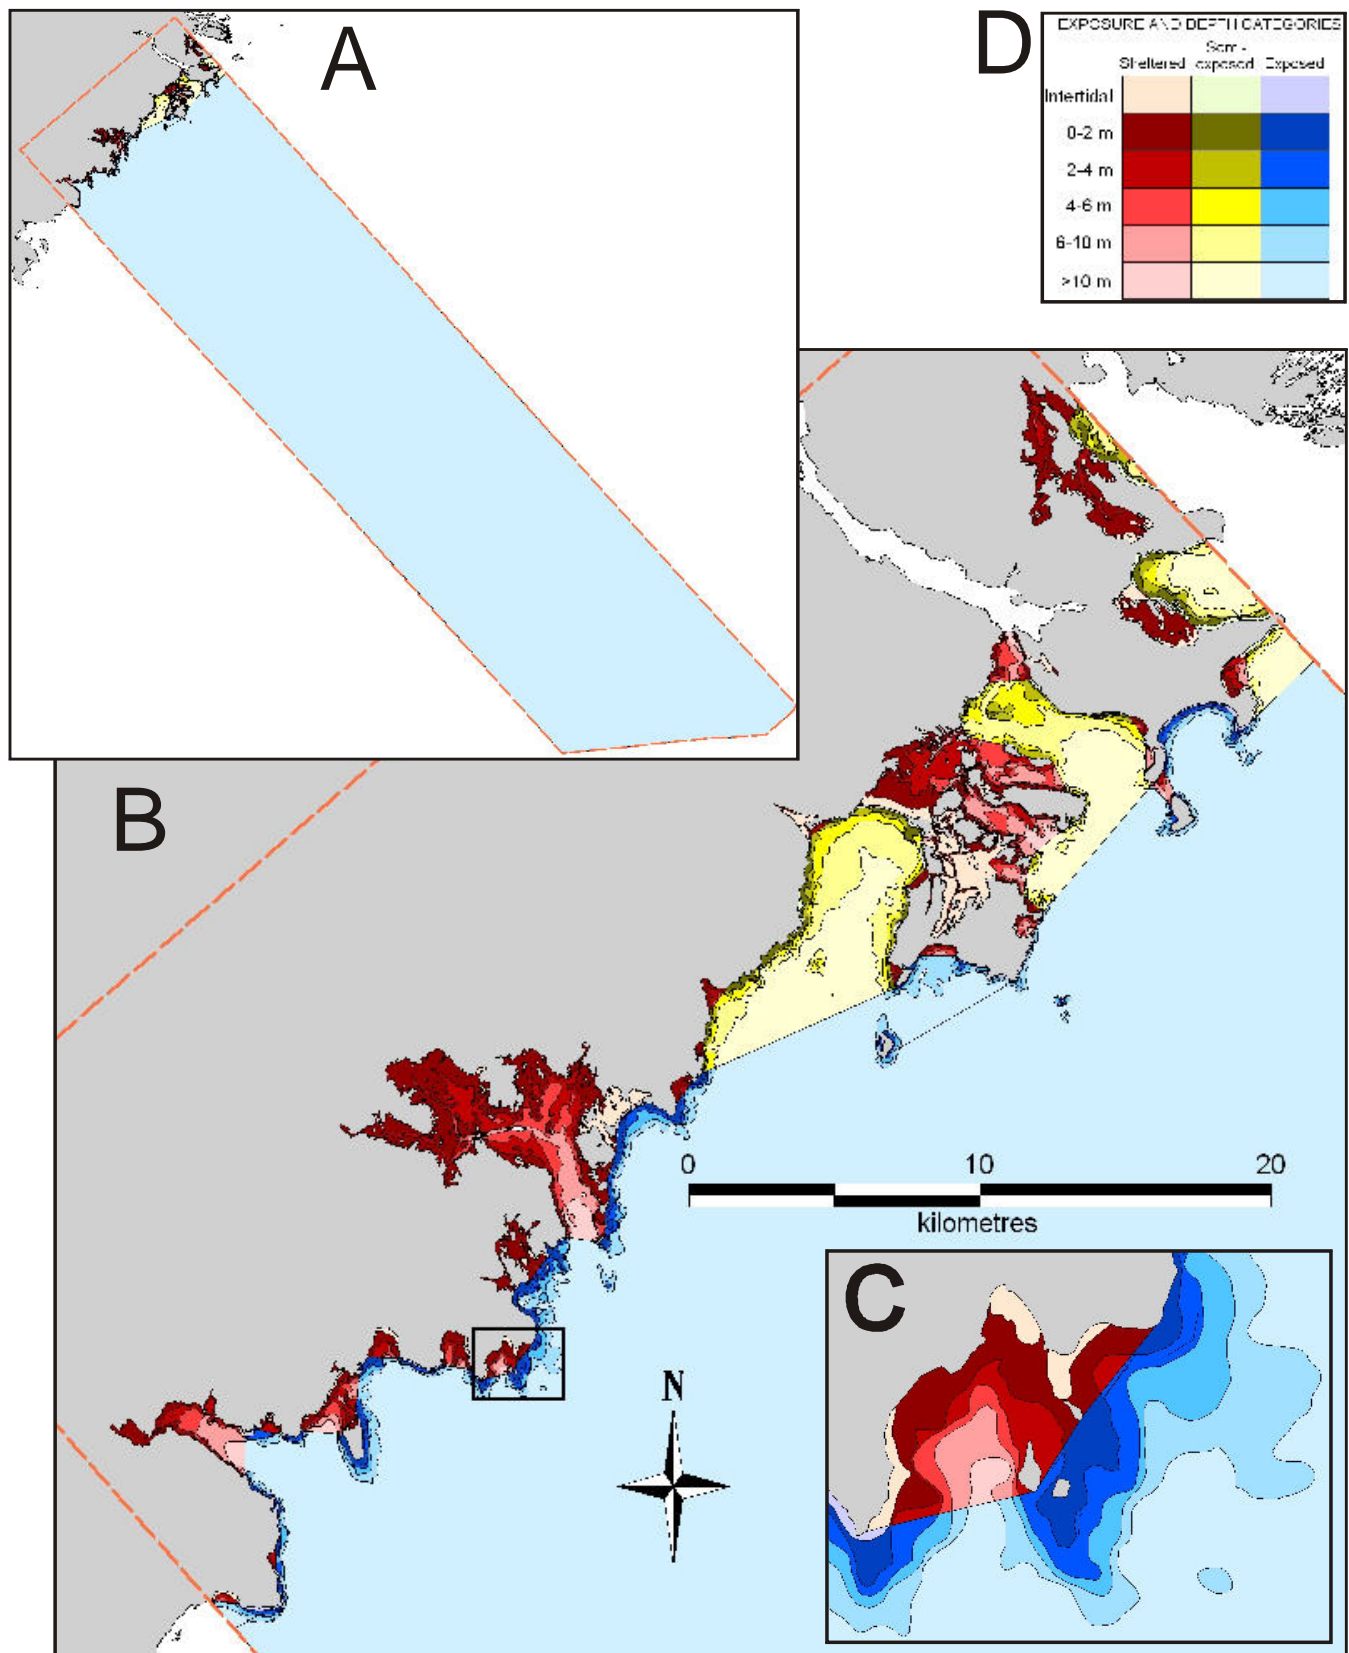 A
D
EXPOSURE AND DEPTH CATEGORIES
Sheltered Semi-exposed Exposed
Intertidal
0-2 m
2-4 m
4-6 m
6-10 m
>10 m
B
0 10 20
kilometres
C
N